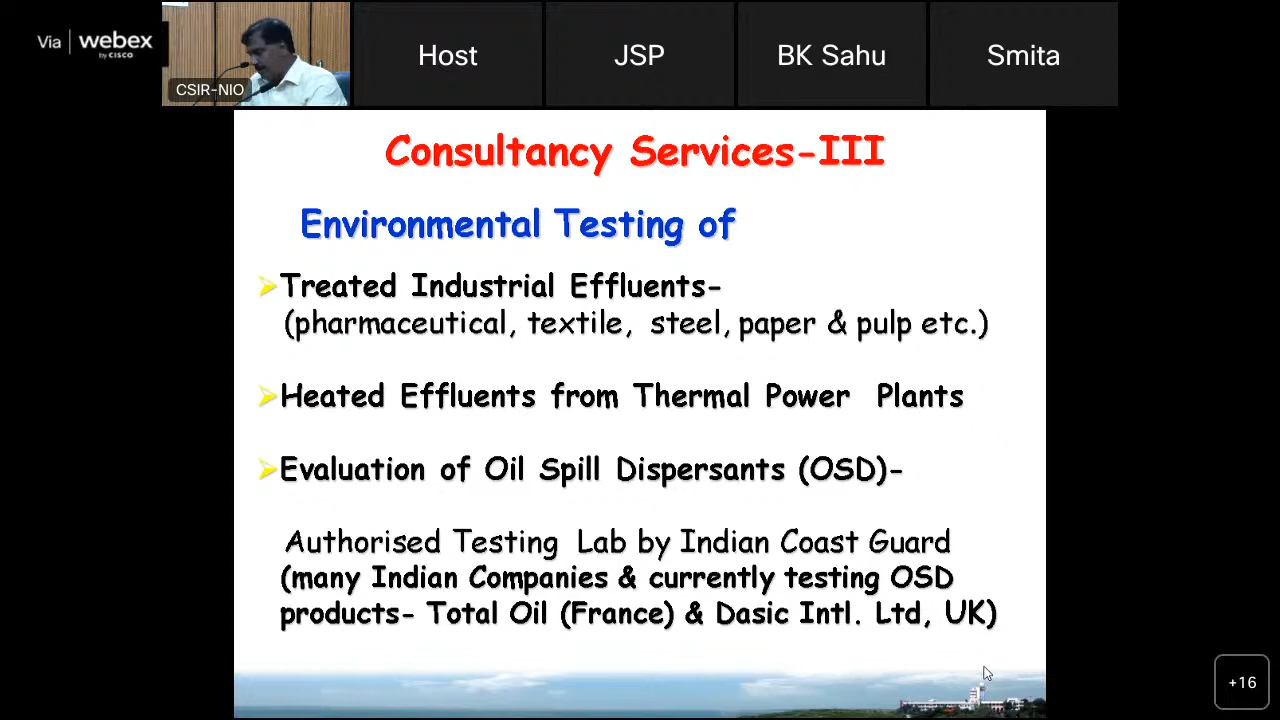 Via webex
by CISCO
CSIR-NIO
Host
JSP
BK Sahu
Smita
Consultancy Services-III
Environmental Testing of
Treated Industrial Effluents-
(pharmaceutical, textile, steel, paper & pulp etc.)
Heated Effluents from Thermal Power Plants
Evaluation of Oil Spill Dispersants (OSD)-
Authorised Testing Lab by Indian Coast Guard
(many Indian Companies & currently testing OSD
products- Total Oil (France) & Dasic Intl. Ltd, UK)
+16